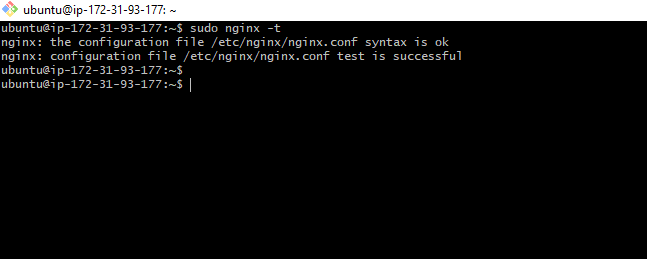 ubuntu@ip-172-31-93-177: ~
ubuntu@ip-172-31-93-177:~$ sudo nginx -t
nginx: the configuration file /etc/nginx/nginx.conf syntax is ok
nginx: configuration file /etc/nginx/nginx.conf test is successful
ubuntu@ip-172-31-93-177:~$
ubuntu@ip-172-31-93-177:~$